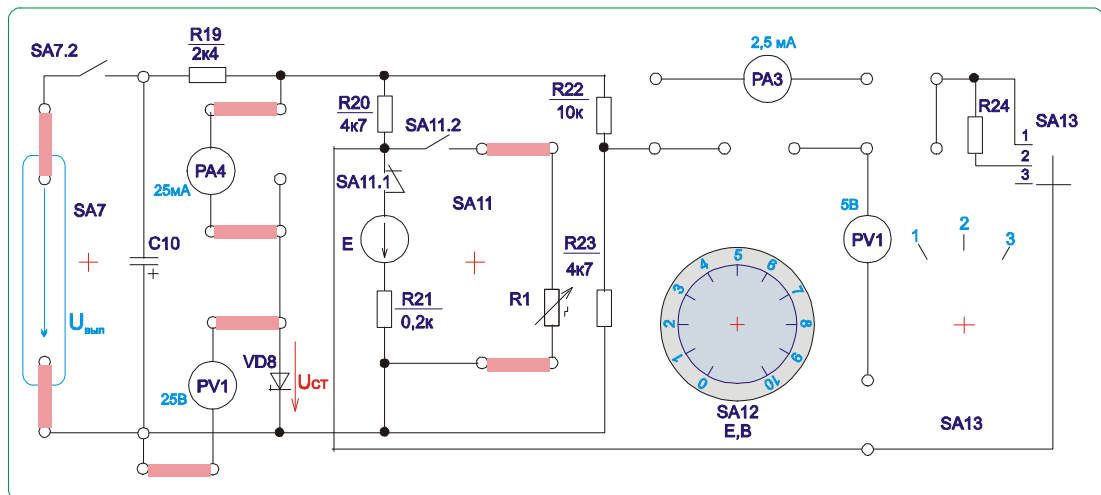 SA7.2
R19
2к4
2,5 мА
PA3
R20
4к7
SA11.2
R22
10к
R24
SA13
1
2
3
PA4
25мА
SA11.1
SA7
SA11
5В
PV1
1
2
3
C10
E
R23
4к7
0
1
2
3
4
5
6
7
8
9
10
R21
0,2к
R1
Uвып
VD8
Uст
PV1
25В
SA12
E,В
SA13